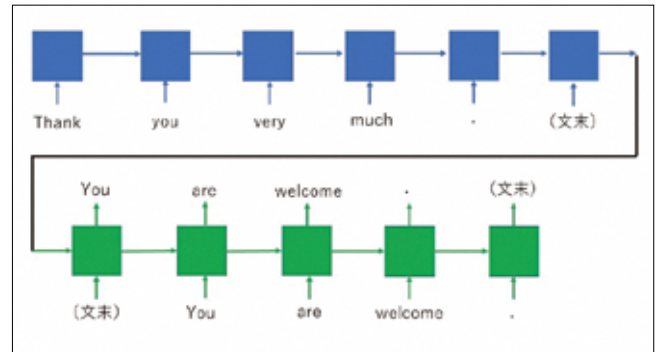 Thank you very much . (文末)
You are welcome . (文末)
(文末) You are welcome .